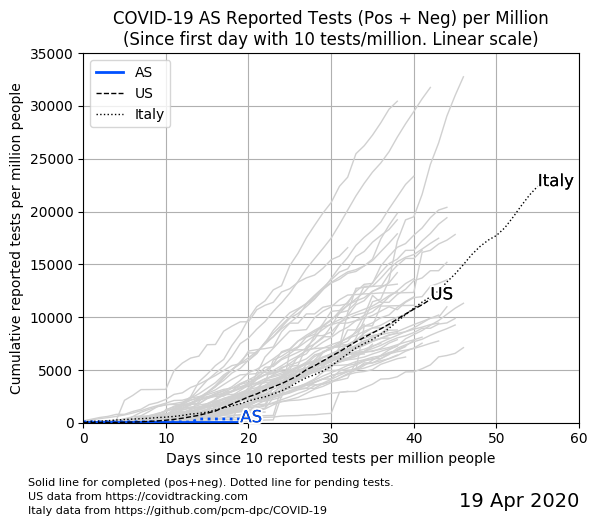 COVID-19 AS Reported Tests (Pos + Neg) per Million
(Since first day with 10 tests/million. Linear scale)
35000
30000
25000
20000
15000
10000
5000
0
Cumulative reported tests per million people
AS
US
Italy
Italy
US
AS
0 10 20 30 40 50 60
Days since 10 rported tests per million people
Solid line for completed (pos+neg). Dotted line for pending tests.
US data from https://covidtracking.com
Italy data from https://github.com/pcm-dpc/COVID-19
19 Apr 2020